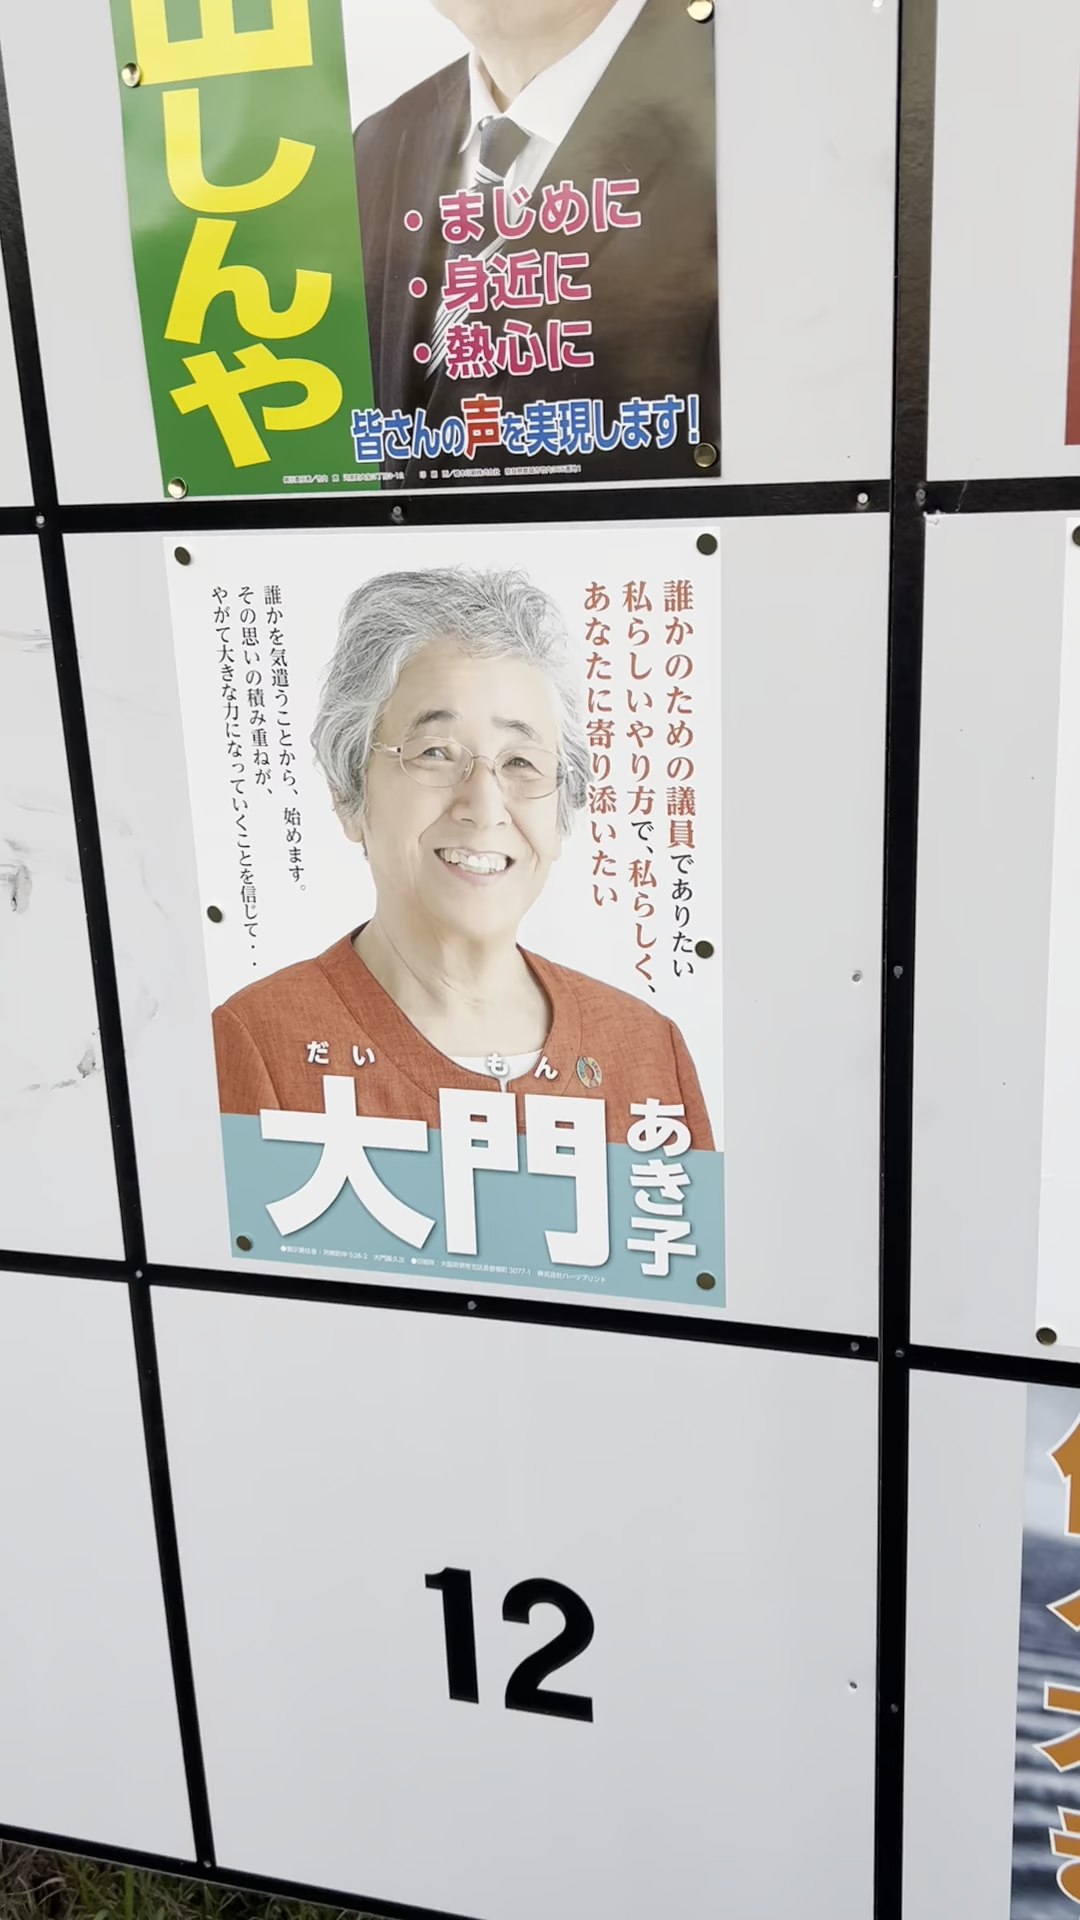 しんや
・まじめに
・身近に
・熱心に
皆さんの声を実現します！
誰かのための議員でありたい
私らしいやり方で、私らしく、
あなたに寄り添いたい
誰かを気遣うことから、始めます。
その思いの積み重ねが、
やがて大きな力になっていくことを信じて・・
だいもん
大門あき子
12